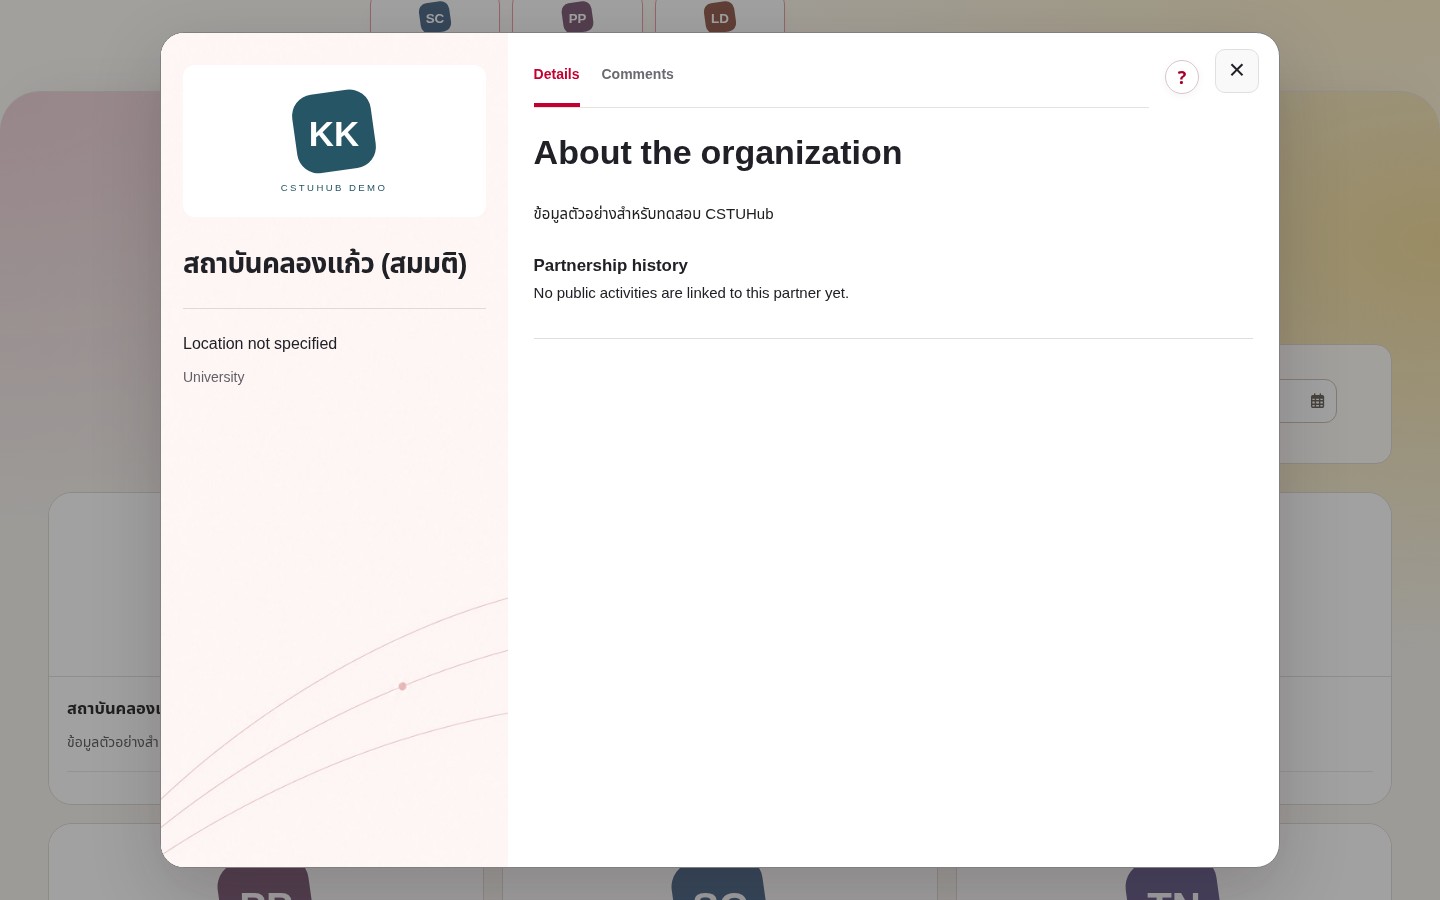 SC PP LD
KK
CSTUHUB DEMO
สถาบันคลองแก้ว (สมมติ)
Location not specified
University
Details Comments
?
About the organization
ข้อมูลตัวอย่างสำหรับทดสอบ CSTUHub
Partnership history
No public activities are linked to this partner yet.
สถาบันคลอง
ข้อมูลตัวอย่างสำ
PP SC TN